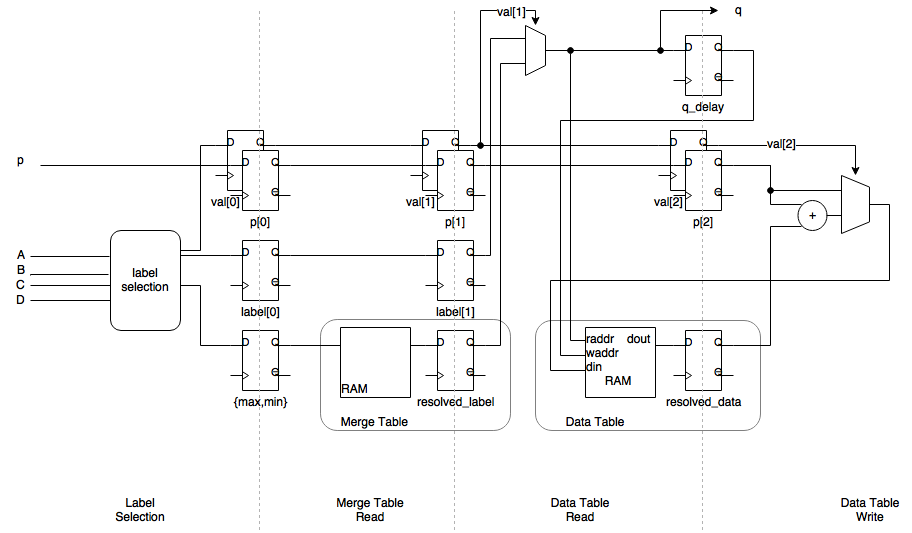 val[1]
q
D Q
Q
q_delay
D Q
D Q
D Q
val[2]
p
D Q
D Q
D Q
Q
Q
Q
val[0]
val[1]
val[2]
p[0]
p[1]
p[2]
+
A
B
C
D
label
selection
D Q
Q
label[0]
D Q
Q
label[1]
D Q
Q
{max,min}
RAM
D Q
Q
resolved_label
Merge Table
raddr dout
waddr
din
RAM
D Q
Q
resolved_data
Data Table
Label
Selection
Merge Table
Read
Data Table
Read
Data Table
Write